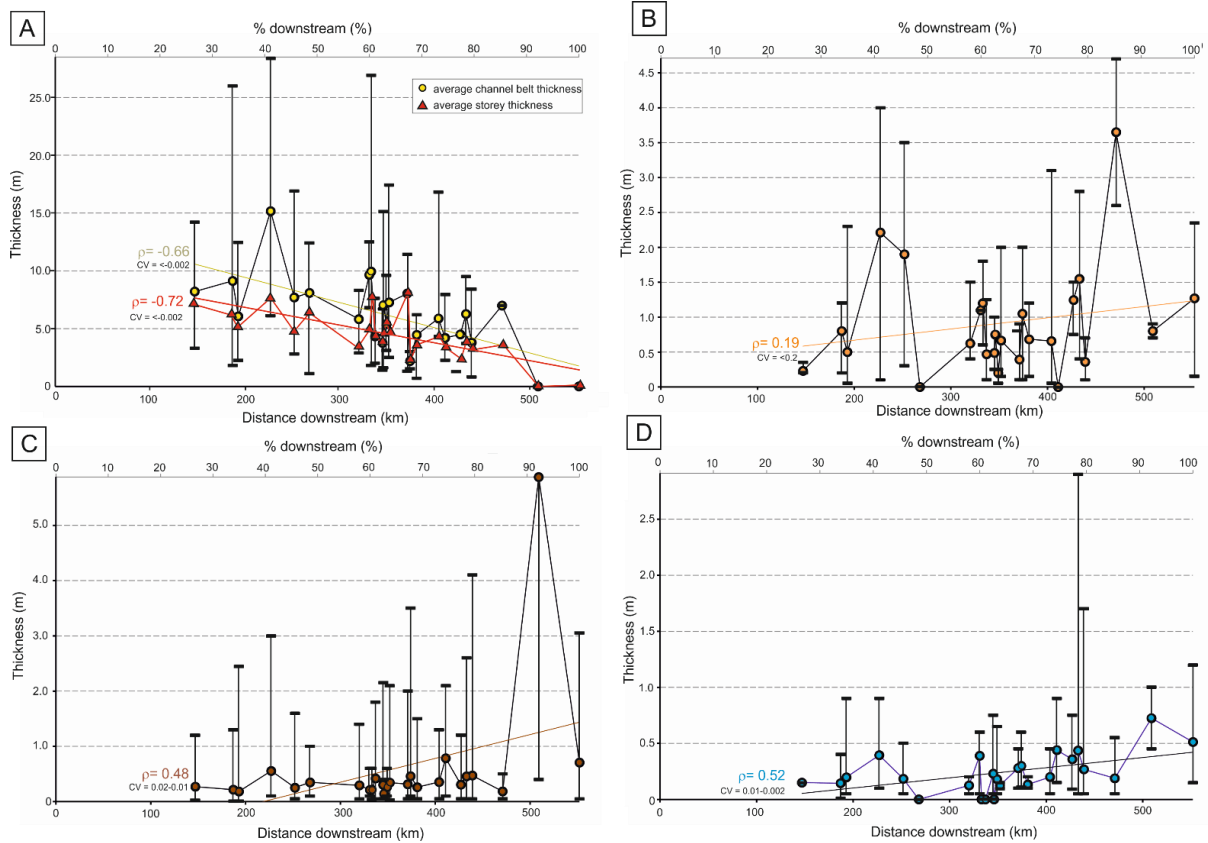 A
% downstream (%)
0 10 20 30 40 50 60 70 80 90 100
25.0
20.0
15.0
10.0
5.0
0
Thickness (m)
average channel belt thickness
average storey thickness
ρ= -0.66
CV = <-0.002
ρ= -0.72
CV = <-0.002
100 200 300 400 500
Distance downstream (km)
B
% downstream (%)
0 10 20 30 40 50 60 70 80 90 100
4.5
4.0
3.5
3.0
2.5
2.0
1.5
1.0
0.5
0
Thickness (m)
ρ= 0.19
CV = <0.2
100 200 300 400 500
Distance downstream (km)
C
% downstream (%)
0 10 20 30 40 50 60 70 80 90 100
5.0
4.0
3.0
2.0
1.0
0
Thickness (m)
ρ= 0.48
CV = 0.02-0.01
100 200 300 400 500
Distance downstream (km)
D
% downstream (%)
0 10 20 30 40 50 60 70 80 90 100
2.5
2.0
1.5
1.0
0.5
0
Thickness (m)
ρ= 0.52
CV = 0.01-0.002
100 200 300 400 500
Distance downstream (km)